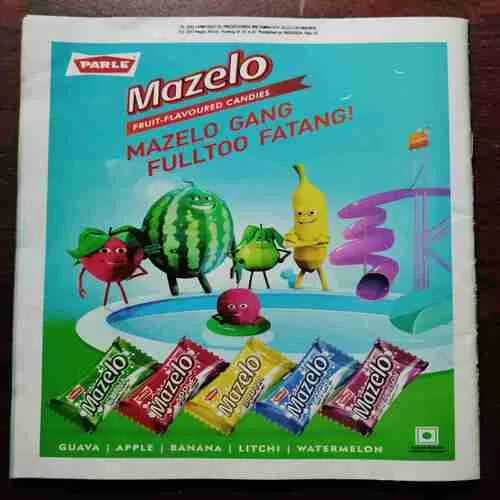 PARLE
Mazelo
FRUIT-FLAVOURED CANDIES
MAZELO GANG
FULLTOO FATANG!
Mazelo
Mazelo
Mazelo
Mazelo
Mazelo
GUAVA | APPLE | BANANA | LITCHI | WATERMELON